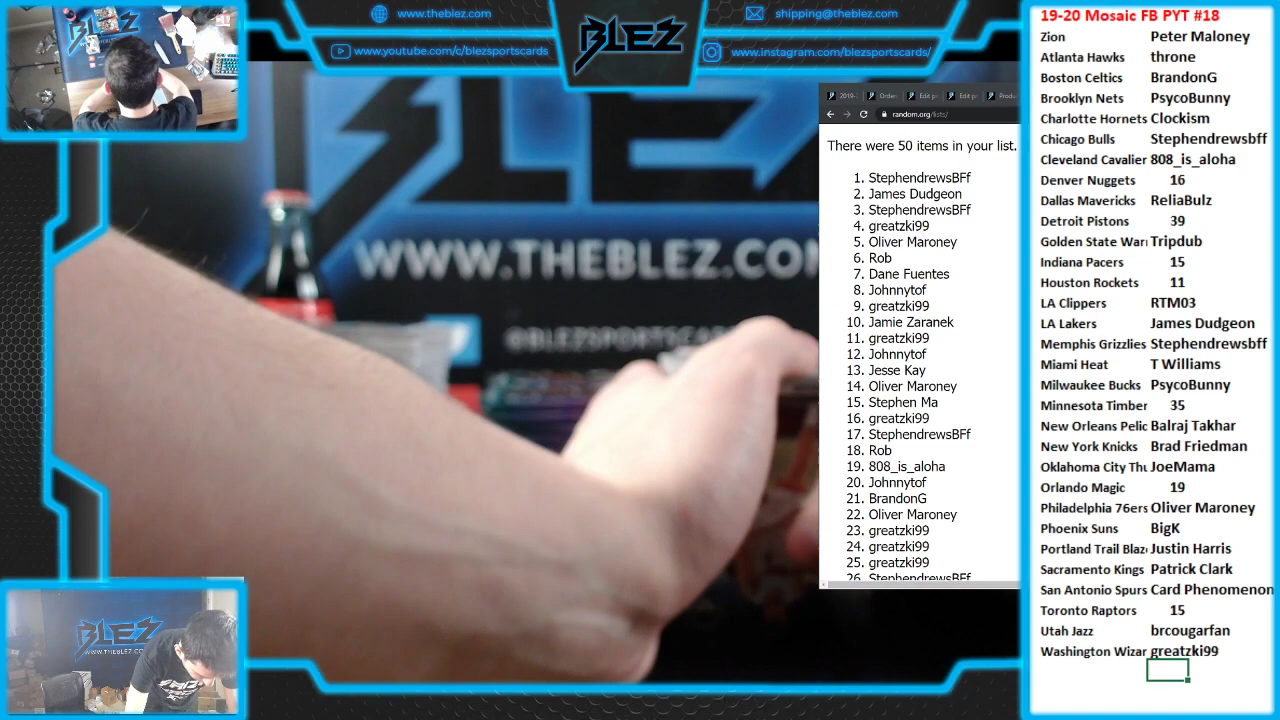 www.theblez.com
www.youtube.com/c/blezsportscards
BLEZ
shipping@theblez.com
www.instagram.com/blezsportscards/
BLEZ
WWW.THEBLEZ.COM
@BLEZSPORTSCARDS
random.org/lists/
There were 50 items in your list.
1. StephendrewsBFf
2. James Dudgeon
3. StephendrewsBFf
4. greatzki99
5. Oliver Maroney
6. Rob
7. Dane Fuentes
8. Johnnytof
9. greatzki99
10. Jamie Zaranek
11. greatzki99
12. Johnnytof
13. Jesse Kay
14. Oliver Maroney
15. Stephen Ma
16. greatzki99
17. StephendrewsBFf
18. Rob
19. 808_is_aloha
20. Johnnytof
21. BrandonG
22. Oliver Maroney
23. greatzki99
24. greatzki99
25. greatzki99
26. StephendrewsBFf
19-20 Mosaic FB PYT #18
Zion Peter Maloney
Atlanta Hawks throne
Boston Celtics BrandonG
Brooklyn Nets PsycoBunny
Charlotte Hornets Clockism
Chicago Bulls Stephendrewsbff
Cleveland Cavalier 808_is_aloha
Denver Nuggets 16
Dallas Mavericks ReliaBulz
Detroit Pistons 39
Golden State Warr Tripdub
Indiana Pacers 15
Houston Rockets 11
LA Clippers RTM03
LA Lakers James Dudgeon
Memphis Grizzlies Stephendrewsbff
Miami Heat T Williams
Milwaukee Bucks PsycoBunny
Minnesota Timber 35
New Orleans Pelic Balraj Takhar
New York Knicks Brad Friedman
Oklahoma City Thu JoeMama
Orlando Magic 19
Philadelphia 76ers Oliver Maroney
Phoenix Suns BigK
Portland Trail Blaz Justin Harris
Sacramento Kings Patrick Clark
San Antonio Spurs Card Phenomenon
Toronto Raptors 15
Utah Jazz brcougarfan
Washington Wizar greatzki99
BLEZ
WWW.THEBLEZ.COM